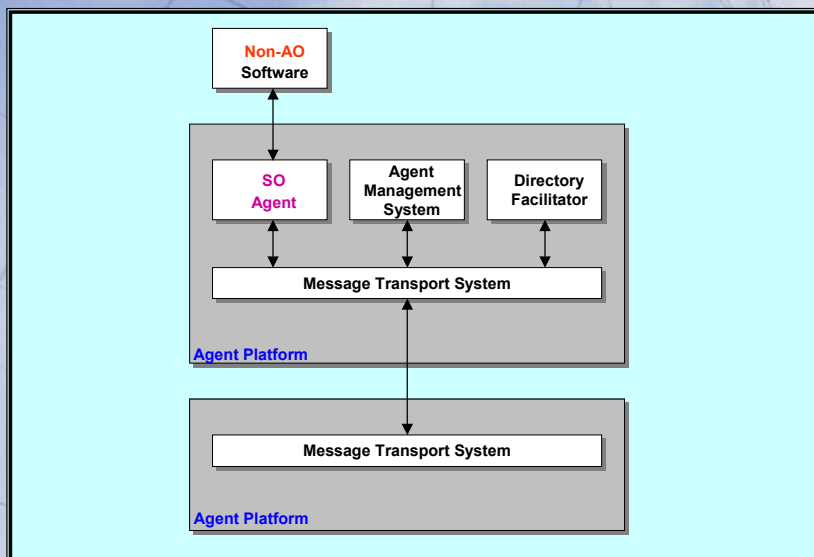 Non-AO
Software
SO
Agent
Agent
Management
System
Directory
Facilitator
Message Transport System
Agent Platform
Message Transport System
Agent Platform